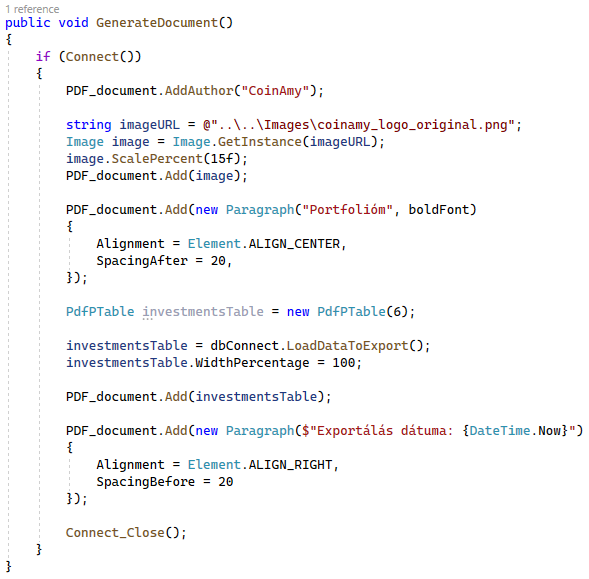 1 reference
public void GenerateDocument()
{
if (Connect())
{
PDF_document.AddAuthor("CoinAmy");
string imageURL = @"..\..\Images\coinamy_logo_original.png";
Image image = Image.GetInstance(imageURL);
image.ScalePercent(15f);
PDF_document.Add(image);
PDF_document.Add(new Paragraph("Portfolióm", boldFont)
{
Alignment = Element.ALIGN_CENTER,
SpacingAfter = 20,
});
PdfPTable investmentsTable = new PdfPTable(6);
investmentsTable = dbConnect.LoadDataToExport();
investmentsTable.WidthPercentage = 100;
PDF_document.Add(investmentsTable);
PDF_document.Add(new Paragraph($"Exportálás dátuma: {DateTime.Now}")
{
Alignment = Element.ALIGN_RIGHT,
SpacingBefore = 20
});
Connect_Close();
}
}